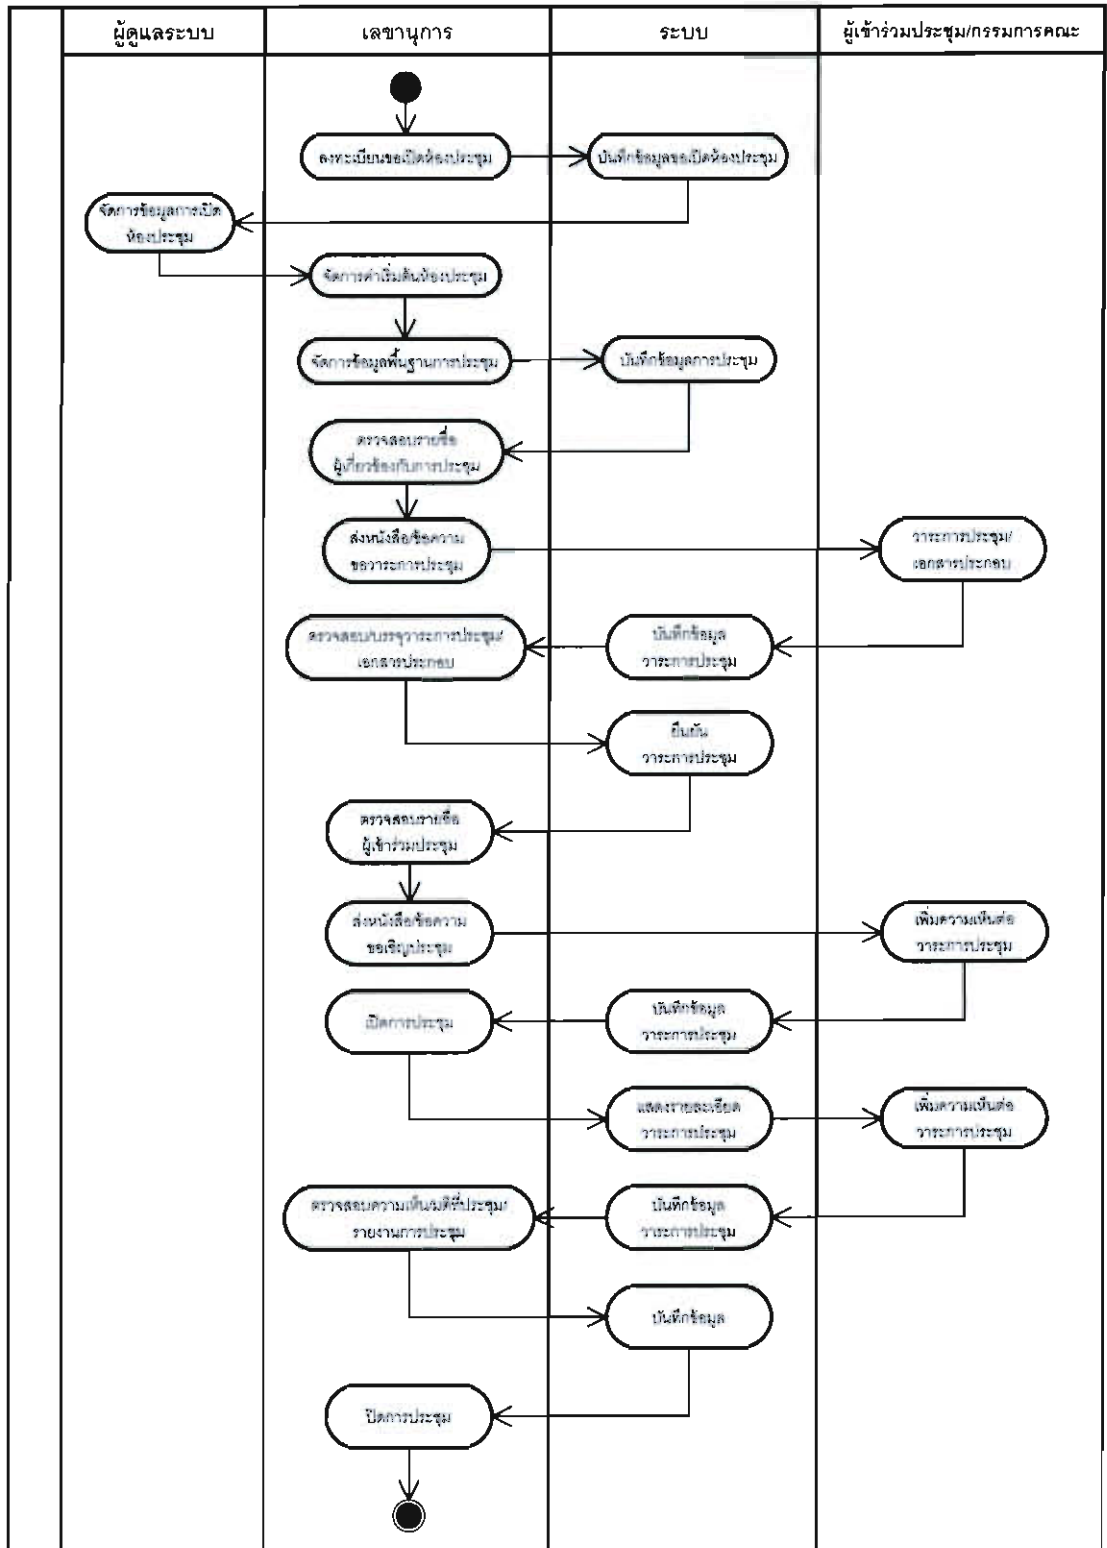 ผู้ดูแลระบบ
เลขานุการ
ระบบ
ผู้เข้าร่วมประชุม/กรรมการคณะ
ลงทะเบียนขอเปิดห้องประชุม
บันทึกข้อมูลขอเปิดห้องประชุม
จัดการข้อมูลการเปิด
ห้องประชุม
จัดการค่าเริ่มต้นห้องประชุม
จัดการข้อมูลพื้นฐานการประชุม
บันทึกข้อมูลการประชุม
ตรวจสอบรายชื่อ
ผู้เกี่ยวข้องกับการประชุม
ส่งหนังสือ/ข้อความ
ขอวาระการประชุม
วาระการประชุม/
เอกสารประกอบ
ตรวจสอบ/บรรจุวาระการประชุม/
เอกสารประกอบ
บันทึกข้อมูล
วาระการประชุม
ยืนยัน
วาระการประชุม
ตรวจสอบรายชื่อ
ผู้เข้าร่วมประชุม
ส่งหนังสือ/ข้อความ
ขอเชิญประชุม
เพิ่มความเห็นต่อ
วาระการประชุม
เปิดการประชุม
บันทึกข้อมูล
วาระการประชุม
แสดงรายละเอียด
วาระการประชุม
เพิ่มความเห็นต่อ
วาระการประชุม
ตรวจสอบความเห็น/มติที่ประชุม/
รายงานการประชุม
บันทึกข้อมูล
วาระการประชุม
บันทึกข้อมูล
ปิดการประชุม